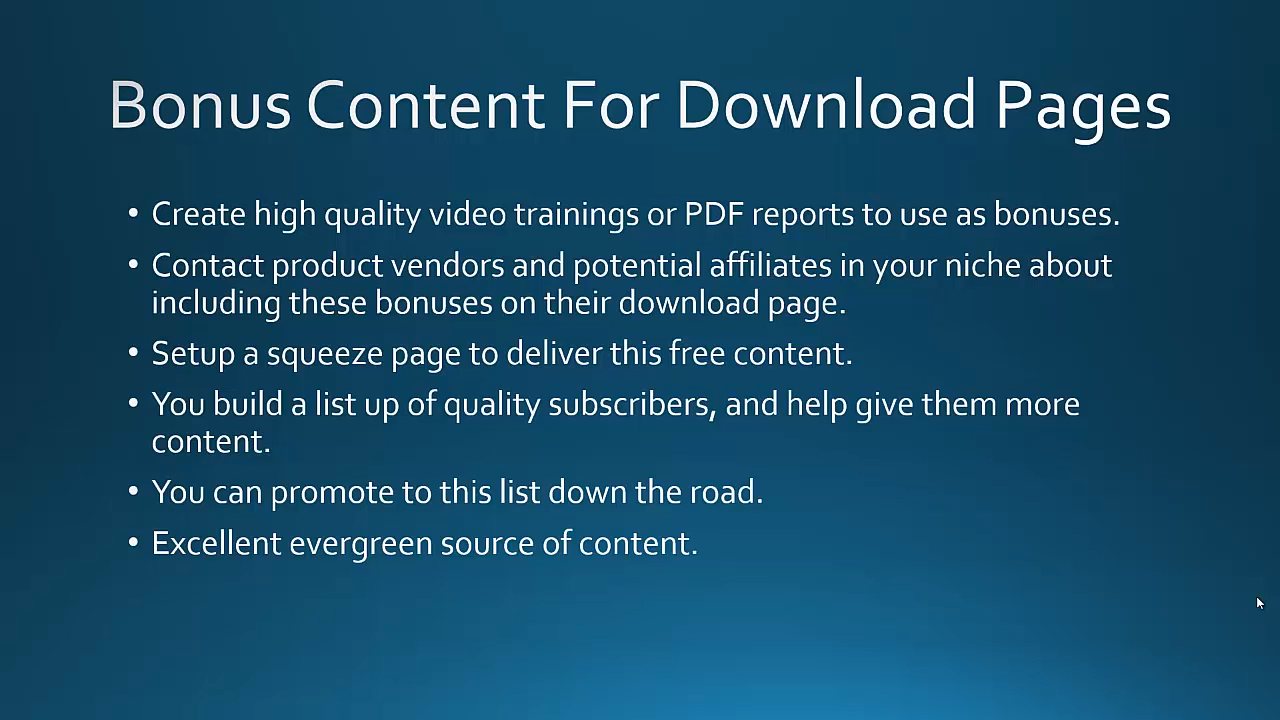 Bonus Content For Download Pages
• Create high quality video trainings or PDF reports to use as bonuses.
• Contact product vendors and potential affiliates in your niche about
including these bonuses on their download page.
• Setup a squeeze page to deliver this free content.
• You build a list up of quality subscribers, and help give them more
content.
• You can promote to this list down the road.
• Excellent evergreen source of content.